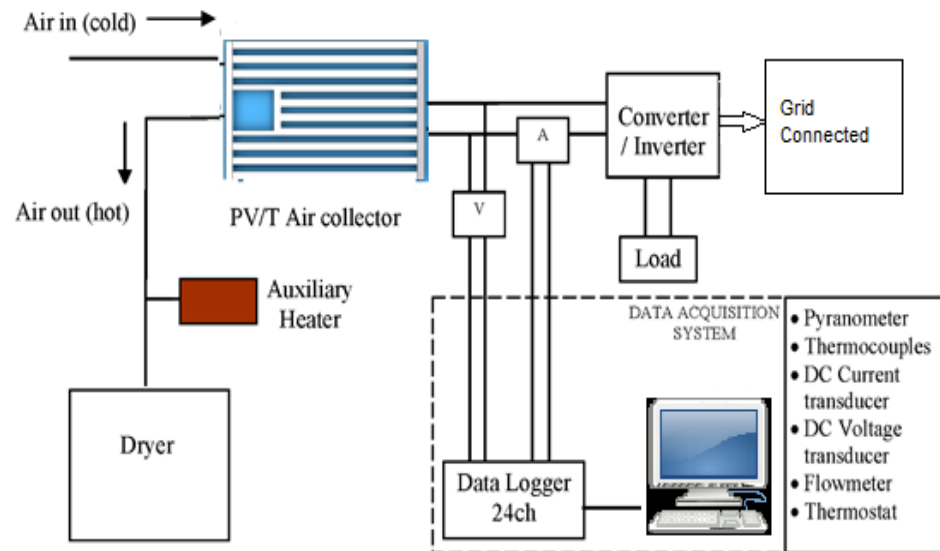 Air in (cold)
Air out (hot)
PV/T Air collector
Auxiliary
Heater
Dryer
A
V
Converter
/ Inverter
Grid
Connected
Load
DATA ACQUISITION
SYSTEM
Data Logger
24ch
• Pyranometer
• Thermocouples
• DC Current
transducer
• DC Voltage
transducer
• Flowmeter
• Thermostat